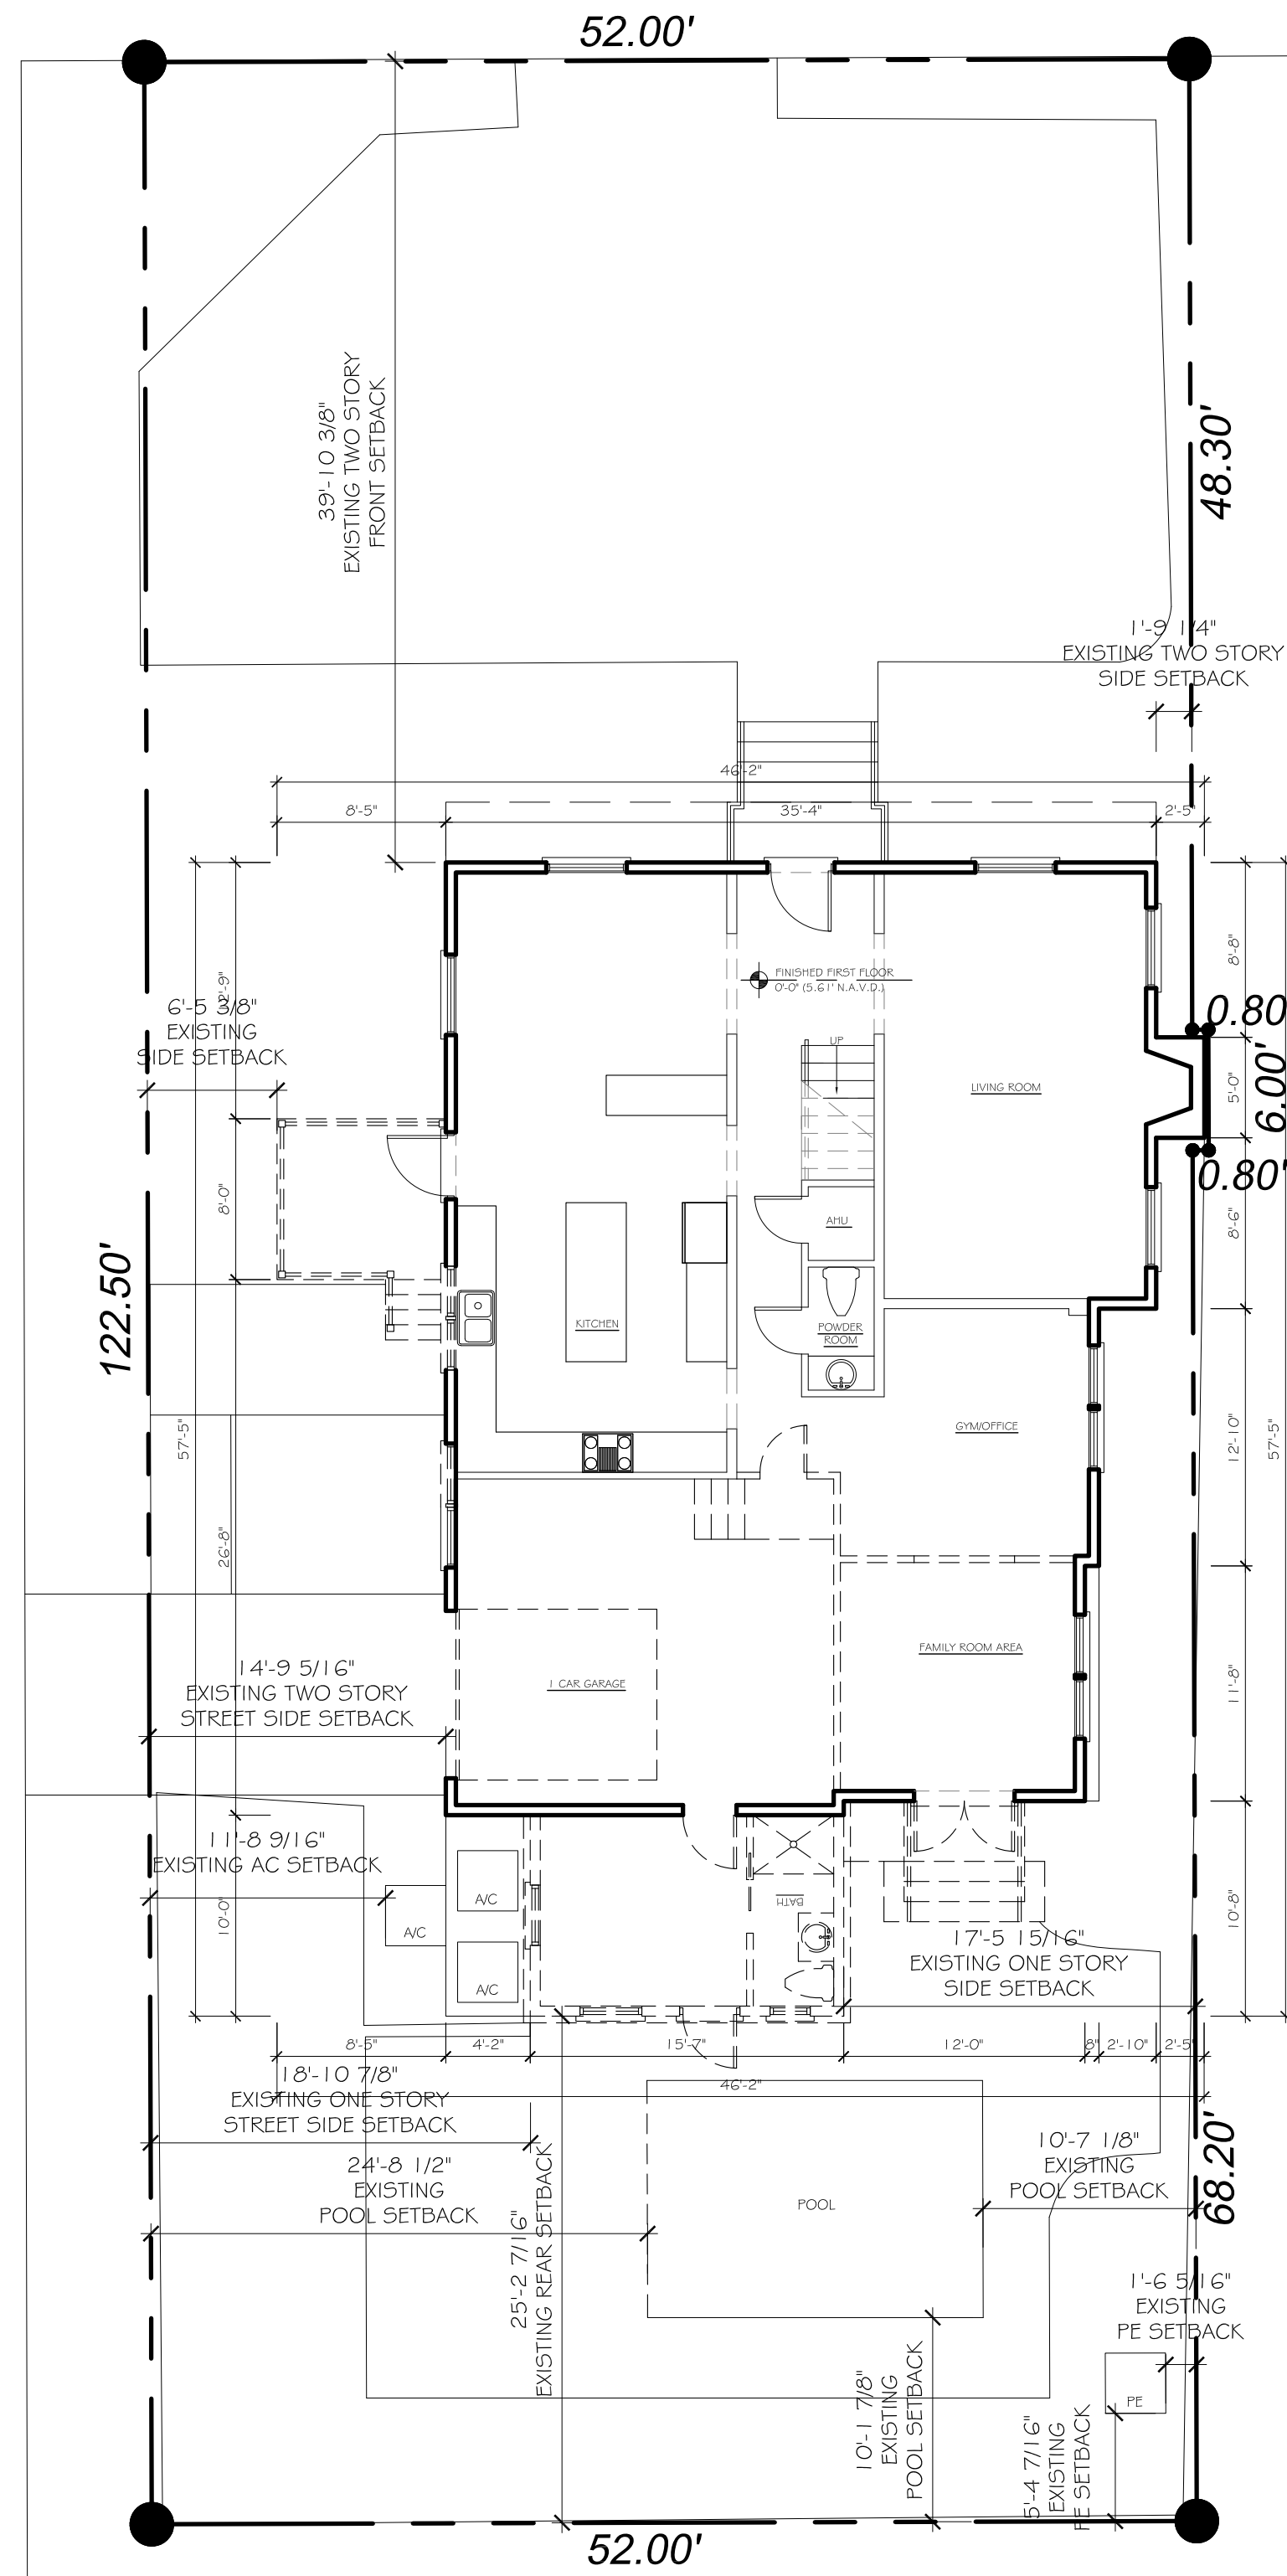 52.00'
39'-10 3/8"
EXISTING TWO STORY
FRONT SETBACK
48.30'
1'-9 1/4"
EXISTING TWO STORY
SIDE SETBACK
46'-2"
8'-5"
35'-4"
2'-5"
8'-8"
FINISHED FIRST FLOOR
0'-0" (5.61' N.A.V.D.)
6'-5 3/8"
EXISTING
SIDE SETBACK
0.80
UP
LIVING ROOM
5'-0"
6.00'
0.80'
8'-0"
AHU
8'-6"
122.50'
KITCHEN
POWDER
ROOM
57'-5"
GYM/OFFICE
12'-10"
57'-5"
26'-8"
FAMILY ROOM AREA
14'-9 5/16"
EXISTING TWO STORY
STREET SIDE SETBACK
1 CAR GARAGE
11'-8"
11'-8 9/16"
EXISTING AC SETBACK
10'-0"
A/C
A/C
A/C
BATH
10'-8"
17'-5 15/16"
EXISTING ONE STORY
SIDE SETBACK
8'-5"
4'-2"
15'-7"
12'-0"
8"
2'-10"
2'-5"
46'-2"
18'-10 7/8"
EXISTING ONE STORY
STREET SIDE SETBACK
24'-8 1/2"
EXISTING
POOL SETBACK
25'-2 7/16"
EXISTING REAR SETBACK
POOL
10'-7 1/8"
EXISTING
POOL SETBACK
68.20'
1'-6 5/16"
EXISTING
PE SETBACK
PE
10'-1 7/8"
EXISTING
POOL SETBACK
5'-4 7/16"
EXISTING
PE SETBACK
52.00'